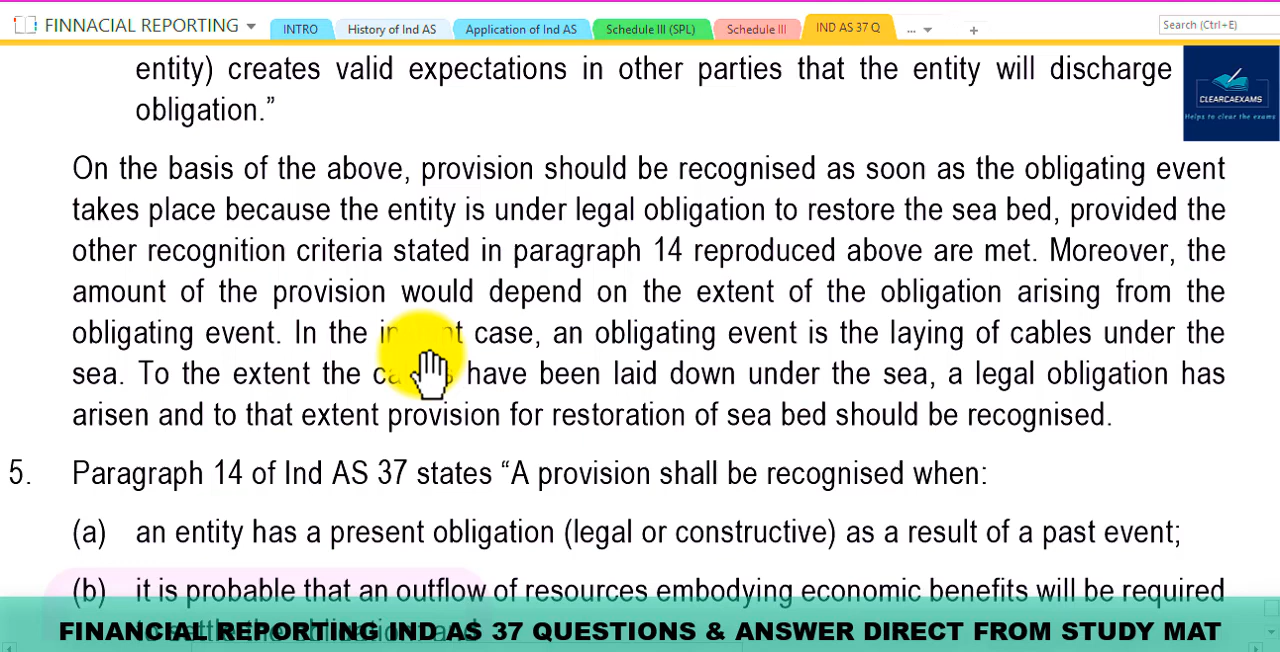 FINNACIAL REPORTING
INTRO
History of Ind AS
Application of Ind AS
Schedule III (SPL)
Schedule III
IND AS 37 Q
...
+
Search (Ctrl+E)
entity) creates valid expectations in other parties that the entity will discharge
obligation.”
CLEARCAEXAMS
Helps to clear the exams
On the basis of the above, provision should be recognised as soon as the obligating event
takes place because the entity is under legal obligation to restore the sea bed, provided the
other recognition criteria stated in paragraph 14 reproduced above are met. Moreover, the
amount of the provision would depend on the extent of the obligation arising from the
obligating event. In the case, an obligating event is the laying of cables under the
sea. To the extent the have been laid down under the sea, a legal obligation has
arisen and to that extent provision for restoration of sea bed should be recognised.
5. Paragraph 14 of Ind AS 37 states “A provision shall be recognised when:
(a) an entity has a present obligation (legal or constructive) as a result of a past event;
(b) it is probable that an outflow of resources embodying economic benefits will be required
FINANCIAL REPORTING IND AS 37 QUESTIONS & ANSWER DIRECT FROM STUDY MAT